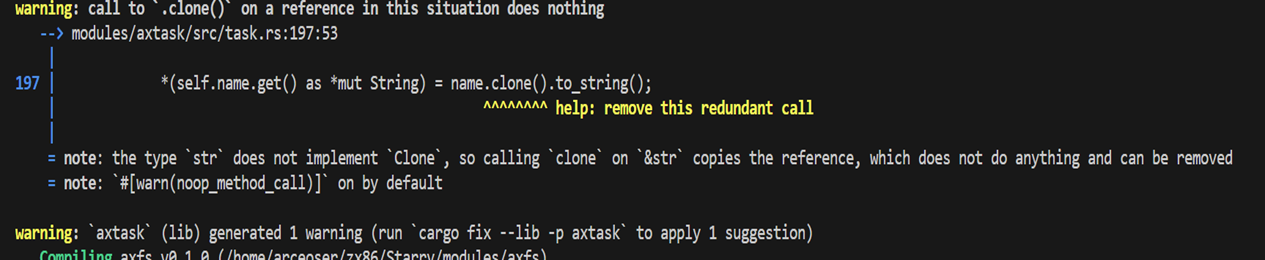 warning: call to `.clone()` on a reference in this situation does nothing
--> modules/axtask/src/task.rs:197:53
|
197 | *(self.name.get() as *mut String) = name.clone().to_string();
| ^^^^^^^^ help: remove this redundant call
|
= note: the type `str` does not implement `Clone`, so calling `clone` on `&str` copies the reference, which does not do anything and can be removed
= note: `#[warn(noop_method_call)]` on by default
warning: `axtask` (lib) generated 1 warning (run `cargo fix --lib -p axtask` to apply 1 suggestion)
Compiling axfs v0.1.0 (/home/arceoser/zx86/Starry/modules/axfs)